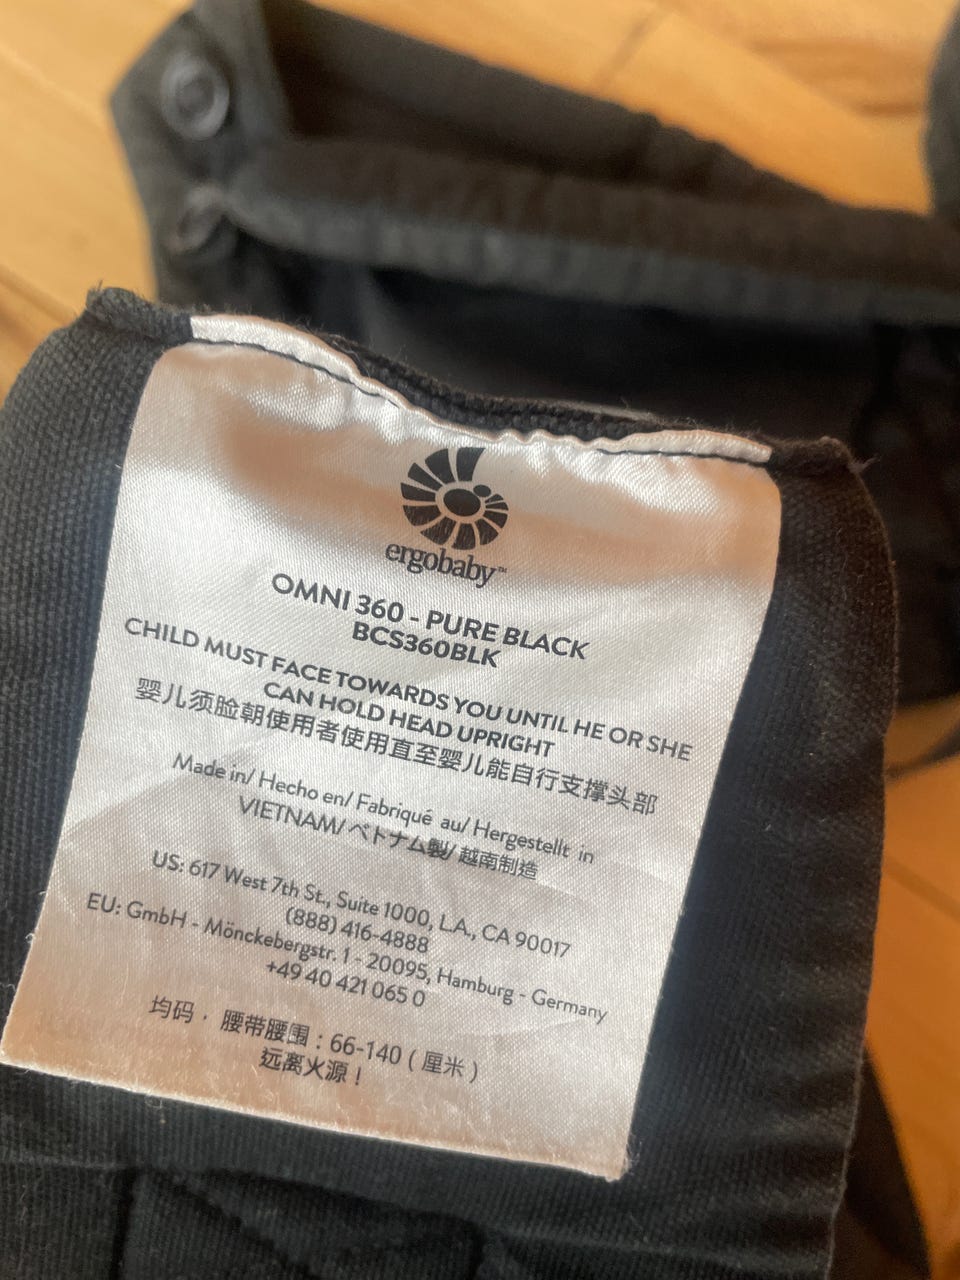 ergobaby™
OMNI 360 - PURE BLACK
BCS360BLK
CHILD MUST FACE TOWARDS YOU UNTIL HE OR SHE
CAN HOLD HEAD UPRIGHT
婴儿须脸朝使用者使用直至婴儿能自行支撑头部
Made in/ Hecho en/ Fabriqué au/ Hergestellt in
VIETNAM/ ベトナム製/ 越南制造
US: 617 West 7th St., Suite 1000, L.A., CA 90017
(888) 416-4888
EU: GmbH - Mönckebergstr. 1 - 20095, Hamburg - Germany
+49 40 421 065 0
均码 · 腰带腰围：66-140（厘米）
远离火源！